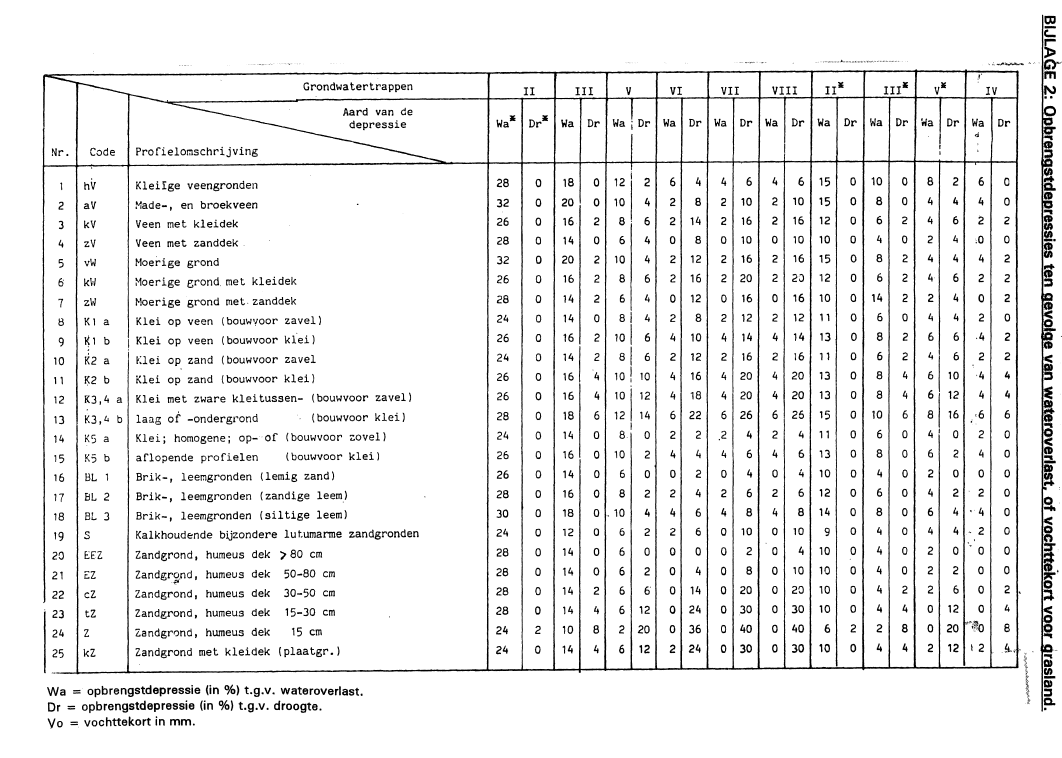 BIJLAGE 2: Opbrengstdepressies ten gevolge van wateroverlast, of vochttekort voor grasland.
Grondwatertrappen II III V VI VII VIII II* III* V* IV
Aard van de
depressie
Wa* Dr* Wa Dr Wa Dr Wa Dr Wa Dr Wa Dr Wa Dr Wa Dr Wa Dr Wa Dr
Nr. Code Profielomschrijving
1 hV KleiIge veengronden 28 0 18 0 12 2 6 4 4 6 4 6 15 0 10 0 8 2 6 0
2 aV Made-, en broekveen 32 0 20 0 10 4 2 8 2 10 2 10 15 0 8 0 4 4 4 0
3 kV Veen met kleidek 26 0 16 2 8 6 2 14 2 16 2 16 12 0 6 2 4 6 2 2
4 zV Veen met zanddek 28 0 14 0 6 4 0 8 0 10 0 10 10 0 4 0 2 4 0 0
5 vW Moerige grond 32 0 20 2 10 4 2 12 2 16 2 16 15 0 8 2 4 4 4 2
6 kW Moerige grond met kleidek 26 0 16 2 8 6 2 16 2 20 2 20 12 0 6 2 4 6 2 2
7 zW Moerige grond met zanddek 28 0 14 2 6 4 0 12 0 16 0 16 10 0 14 2 2 4 0 2
8 K1 a Klei op veen (bouwvoor zavel) 24 0 14 0 8 4 2 8 2 12 2 12 11 0 6 0 4 4 2 0
9 K1 b Klei op veen (bouwvoor klei) 26 0 16 2 10 6 4 10 4 14 4 14 13 0 8 2 6 6 4 2
10 K2 a Klei op zand (bouwvoor zavel 24 0 14 2 8 6 2 12 2 16 2 16 11 0 6 2 4 6 2 2
11 K2 b Klei op zand (bouwvoor klei) 26 0 16 4 10 10 4 16 4 20 4 20 13 0 8 4 6 10 4 4
12 K3,4 a Klei met zware kleitussen- (bouwvoor zavel) 26 0 16 4 10 12 4 18 4 20 4 20 13 0 8 4 6 12 4 4
13 K3,4 b laag of -ondergrond (bouwvoor klei) 28 0 18 6 12 14 6 22 6 26 6 26 15 0 10 6 8 16 6 6
14 K5 a Klei; homogene; op- of (bouwvoor zovel) 24 0 14 0 8 0 2 2 2 4 2 4 11 0 6 0 4 0 2 0
15 K5 b aflopende profielen (bouwvoor klei) 26 0 16 0 10 2 4 4 4 6 4 6 13 0 8 0 6 2 4 0
16 BL 1 Brik-, leemgronden (lemig zand) 26 0 14 0 6 0 0 2 0 4 0 4 10 0 4 0 2 0 0 0
17 BL 2 Brik-, leemgronden (zandige leem) 28 0 16 0 8 2 2 4 2 6 2 6 12 0 6 0 4 2 2 0
18 BL 3 Brik-, leemgronden (siltige leem) 30 0 18 0 10 4 4 6 4 8 4 8 14 0 8 0 6 4 4 0
19 S Kalkhoudende bijzondere lutumarme zandgronden 24 0 12 0 6 2 2 6 0 10 0 10 9 0 4 0 4 4 2 0
20 EEZ Zandgrond, humeus dek > 80 cm 28 0 14 0 6 0 0 0 0 2 0 4 10 0 4 0 2 0 0 0
21 EZ Zandgrond, humeus dek 50-80 cm 28 0 14 0 6 2 0 4 0 8 0 10 10 0 4 0 2 2 0 0
22 cZ Zandgrond, humeus dek 30-50 cm 28 0 14 2 6 6 0 14 0 20 0 20 10 0 4 2 2 6 0 2
23 tZ Zandgrond, humeus dek 15-30 cm 28 0 14 4 6 12 0 24 0 30 0 30 10 0 4 4 0 12 0 4
24 Z Zandgrond, humeus dek 15 cm 24 2 10 8 2 20 0 36 0 40 0 40 6 2 2 8 0 20 0 8
25 kZ Zandgrond met kleidek (plaatgr.) 24 0 14 4 6 12 2 24 0 30 0 30 10 0 4 4 2 12 2 4
Wa = opbrengstdepressie (in %) t.g.v. wateroverlast.
Dr = opbrengstdepressie (in %) t.g.v. droogte.
Vo = vochttekort in mm.